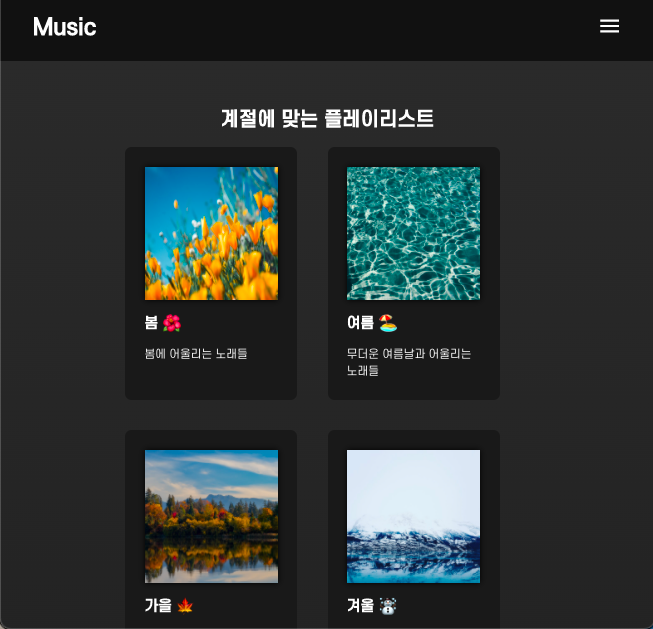 Music
계절에 맞는 플레이리스트
봄 🌺
여름 🏖️
봄에 어울리는 노래들
무더운 여름날과 어울리는
노래들
가을 🍁
겨울 ☃️